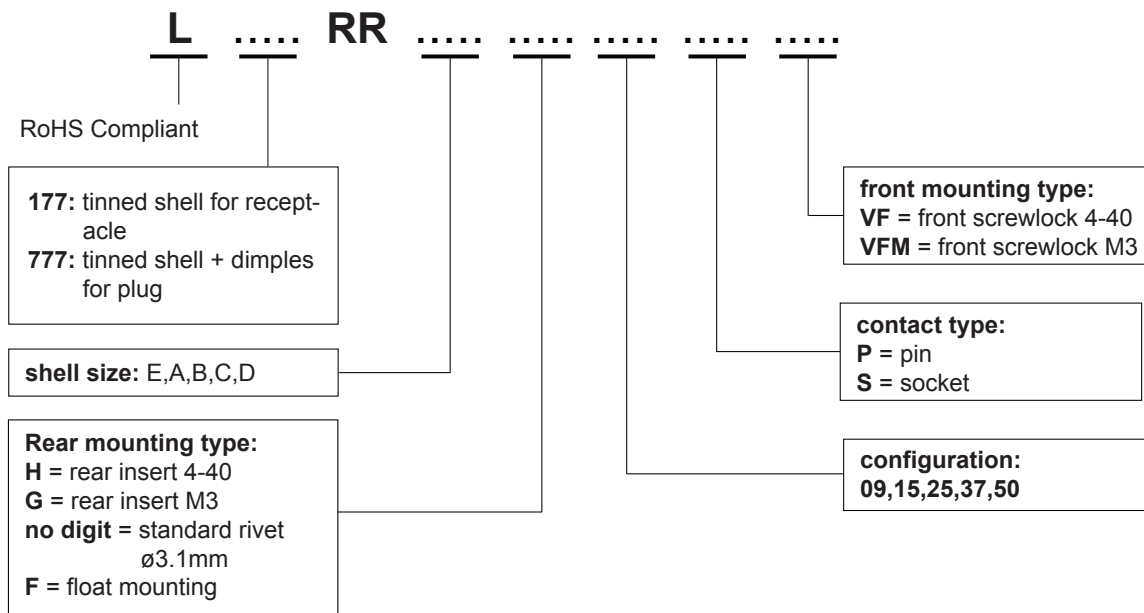 L ..... RR ..... ..... ..... ..... .....
RoHS Compliant
177: tinned shell for recept-
acle
777: tinned shell + dimples
for plug
shell size: E,A,B,C,D
Rear mounting type:
H = rear insert 4-40
G = rear insert M3
no digit = standard rivet
ø3.1mm
F = float mounting
front mounting type:
VF = front screwlock 4-40
VFM = front screwlock M3
contact type:
P = pin
S = socket
configuration:
09,15,25,37,50